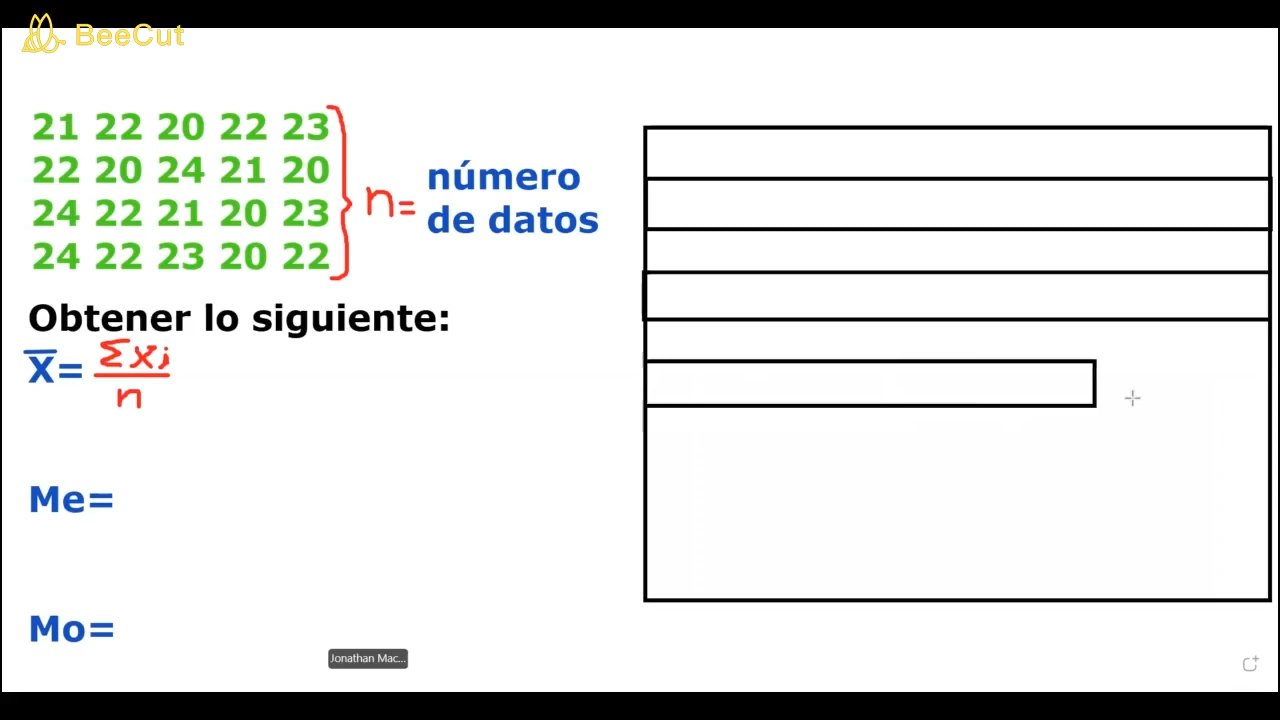 BeeCut
21 22 20 22 23
22 20 24 21 20
24 22 21 20 23
24 22 23 20 22
n=
número
de datos
Obtener lo siguiente:
X̅= Σxi
n
Me=
Mo=
Jonathan Mac...